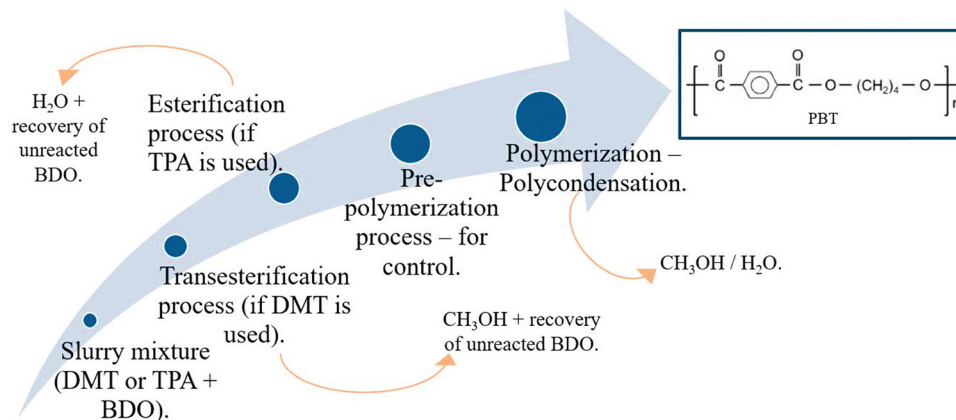 H₂O +
recovery of
unreacted
BDO.
Esterification
process (if
TPA is used).
Slurry mixture
(DMT or TPA +
BDO).
Transesterification
process (if DMT is
used).
CH₃OH + recovery
of unreacted BDO.
Pre-
polymerization
process – for
control.
Polymerization –
Polycondensation.
CH₃OH / H₂O.
O O
C C O (CH₂)₄ O n
PBT